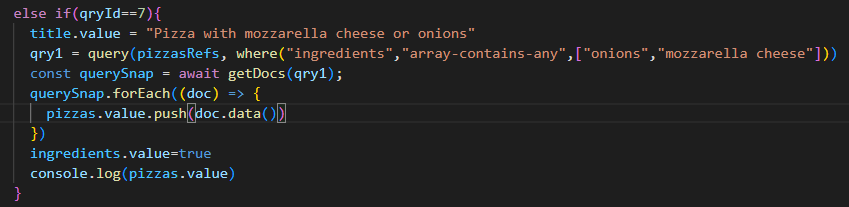 else if(qryId==7){
title.value = "Pizza with mozzarella cheese or onions"
qry1 = query(pizzasRefs, where("ingredients","array-contains-any",["onions","mozzarella cheese"]))
const querySnap = await getDocs(qry1);
querySnap.forEach((doc) => {
pizzas.value.push(doc.data())
})
ingredients.value=true
console.log(pizzas.value)
}